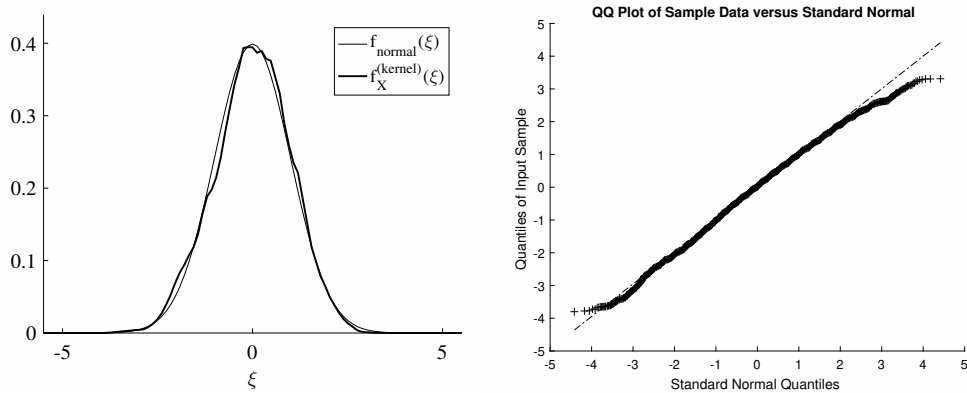 0.4
0.3
0.2
0.1
0
-5 0 5
ξ
f_normal(ξ)
f_X^(kernel)(ξ)
QQ Plot of Sample Data versus Standard Normal
Quantiles of Input Sample
5
4
3
2
1
0
-1
-2
-3
-4
-5
-5 -4 -3 -2 -1 0 1 2 3 4 5
Standard Normal Quantiles